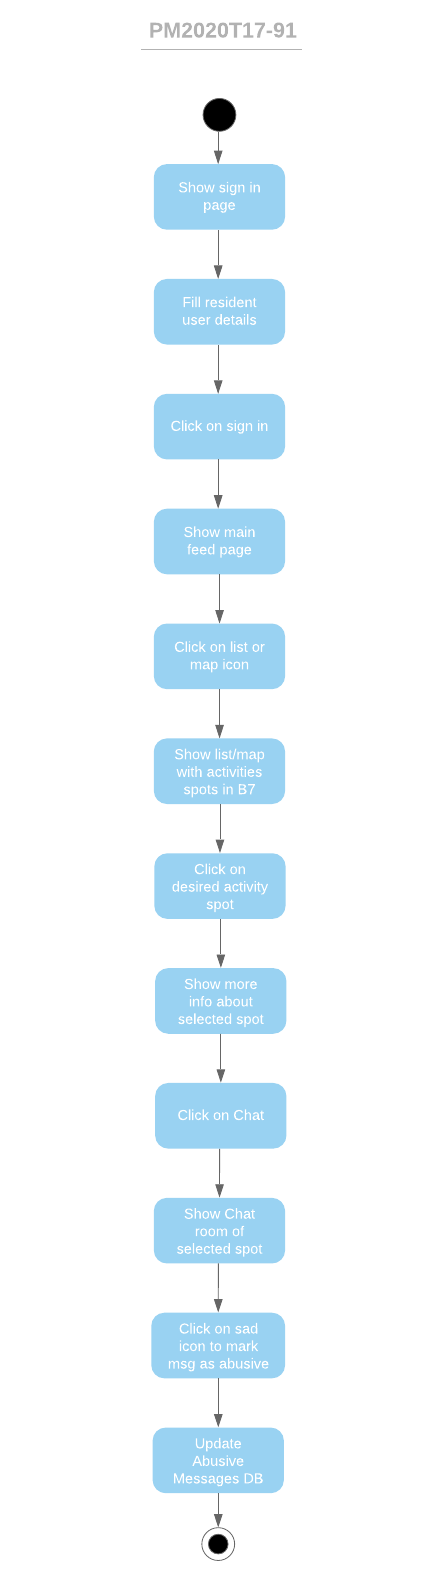 PM2020T17-91
Show sign in
page
Fill resident
user details
Click on sign in
Show main
feed page
Click on list or
map icon
Show list/map
with activities
spots in B7
Click on
desired activity
spot
Show more
info about
selected spot
Click on Chat
Show Chat
room of
selected spot
Click on sad
icon to mark
msg as abusive
Update
Abusive
Messages DB